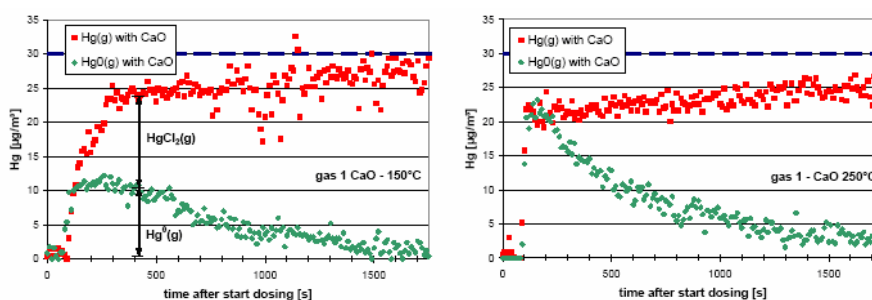 Hg [µg/m³]
35
30
25
20
15
10
5
0
Hg(g) with CaO
Hg0(g) with CaO
HgCl₂(g)
Hg⁰(g)
gas 1 CaO - 150°C
0
500
1000
1500
time after start dosing [s]
Hg [µg/m³]
35
30
25
20
15
10
5
0
Hg(g) with CaO
Hg0(g) with CaO
gas 1 - CaO 250°C
0
500
1000
1500
time after start dosing [s]